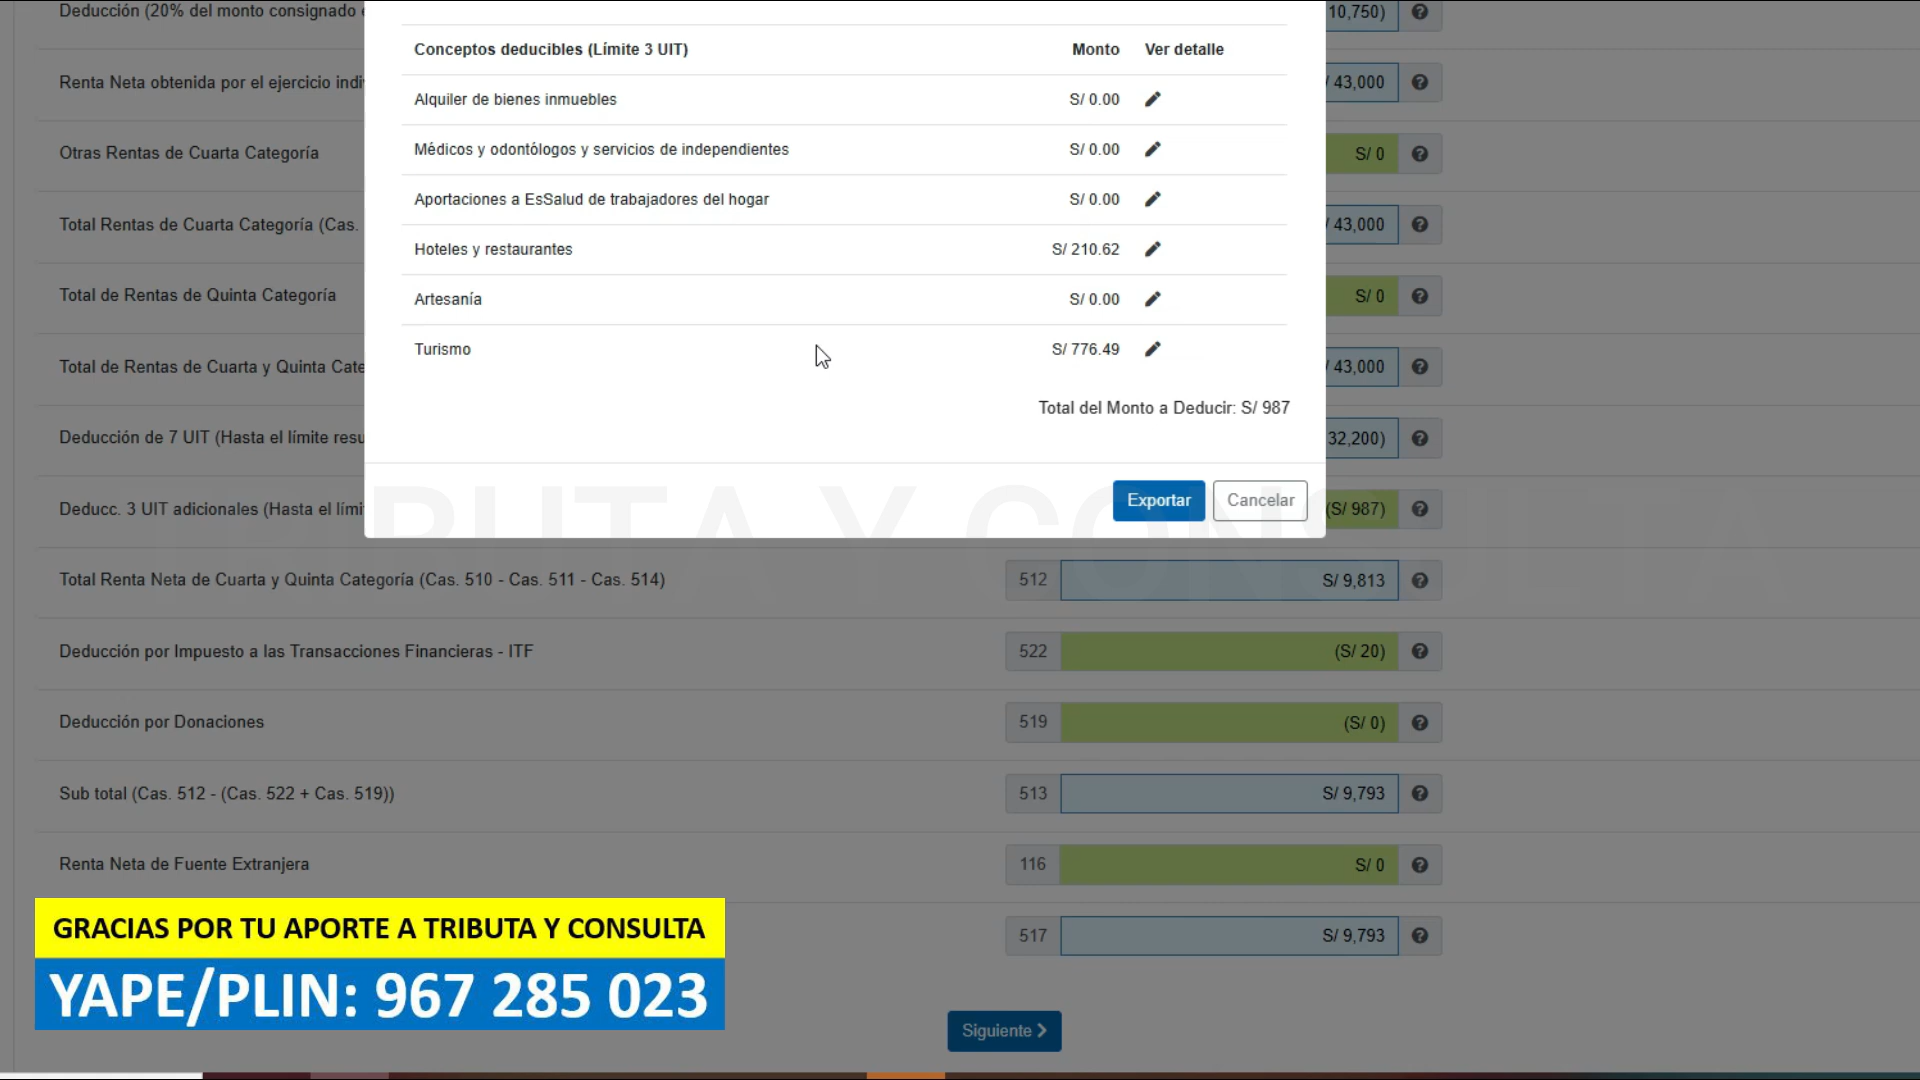 Deducción (20% del monto consignado e
10,750)
Conceptos deducibles (Límite 3 UIT) Monto Ver detalle
Renta Neta obtenida por el ejercicio indi
/ 43,000
Alquiler de bienes inmuebles S/ 0.00
Otras Rentas de Cuarta Categoría
Médicos y odontólogos y servicios de independientes S/ 0.00
S/ 0
Aportaciones a EsSalud de trabajadores del hogar S/ 0.00
Total Rentas de Cuarta Categoría (Cas.
/ 43,000
Hoteles y restaurantes S/ 210.62
Total de Rentas de Quinta Categoría
Artesanía S/ 0.00
S/ 0
Turismo S/ 776.49
Total de Rentas de Cuarta y Quinta Cate
/ 43,000
Total del Monto a Deducir: S/ 987
Deducción de 7 UIT (Hasta el límite resu
32,200)
Exportar Cancelar
Deducc. 3 UIT adicionales (Hasta el lími
(S/ 987)
TRIBUTA Y CONSULTA
Total Renta Neta de Cuarta y Quinta Categoría (Cas. 510 - Cas. 511 - Cas. 514) 512 S/ 9,813
Deducción por Impuesto a las Transacciones Financieras - ITF 522 (S/ 20)
Deducción por Donaciones 519 (S/ 0)
Sub total (Cas. 512 - (Cas. 522 + Cas. 519)) 513 S/ 9,793
Renta Neta de Fuente Extranjera 116 S/ 0
GRACIAS POR TU APORTE A TRIBUTA Y CONSULTA
517 S/ 9,793
YAPE/PLIN: 967 285 023
Siguiente